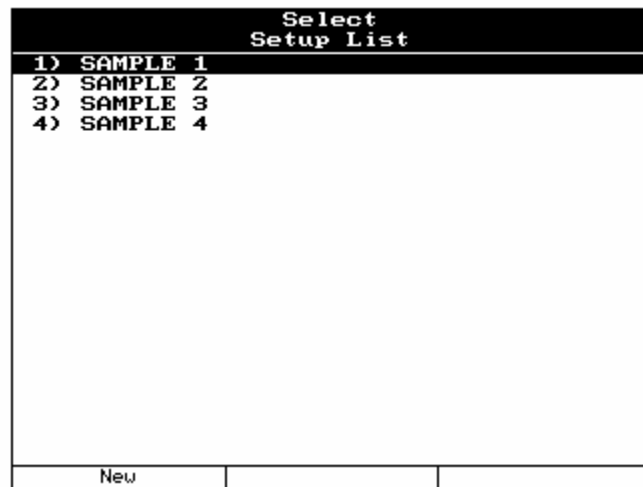 Select
Setup List
1) SAMPLE 1
2) SAMPLE 2
3) SAMPLE 3
4) SAMPLE 4
New